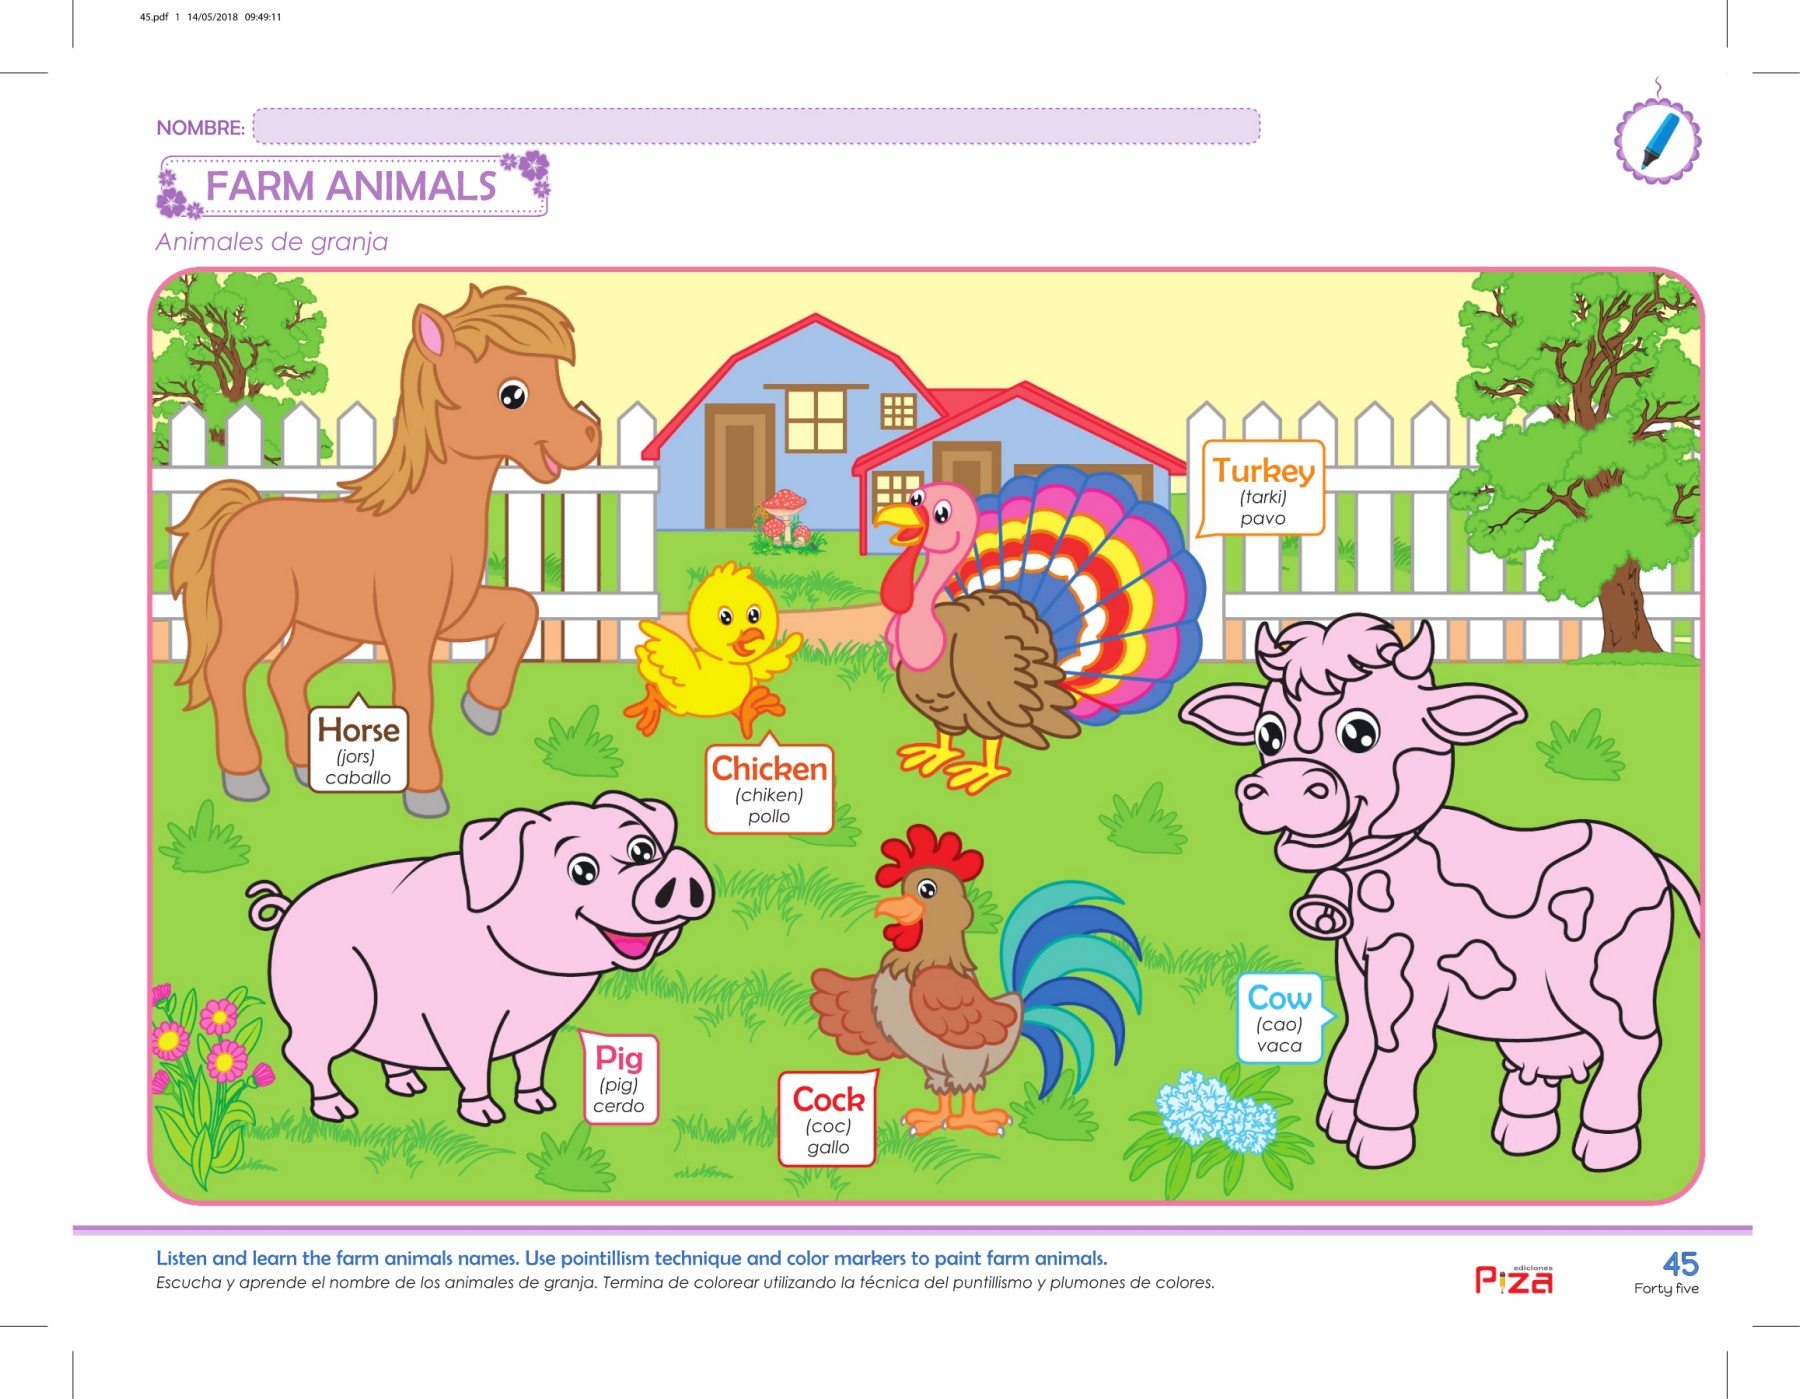 45.pdf 1 14/05/2018 09:49:11
NOMBRE:
FARM ANIMALS
Animales de granja
Turkey
(tarki)
pavo
Horse
(jors)
caballo
Chicken
(chiken)
pollo
Cow
(cao)
vaca
Pig
(pig)
cerdo
Cock
(coc)
gallo
Listen and learn the farm animals names. Use pointillism technique and color markers to paint farm animals.
Escucha y aprende el nombre de los animales de granja. Termina de colorear utilizando la técnica del puntillismo y plumones de colores.
ediciones
Piza
45
Forty five